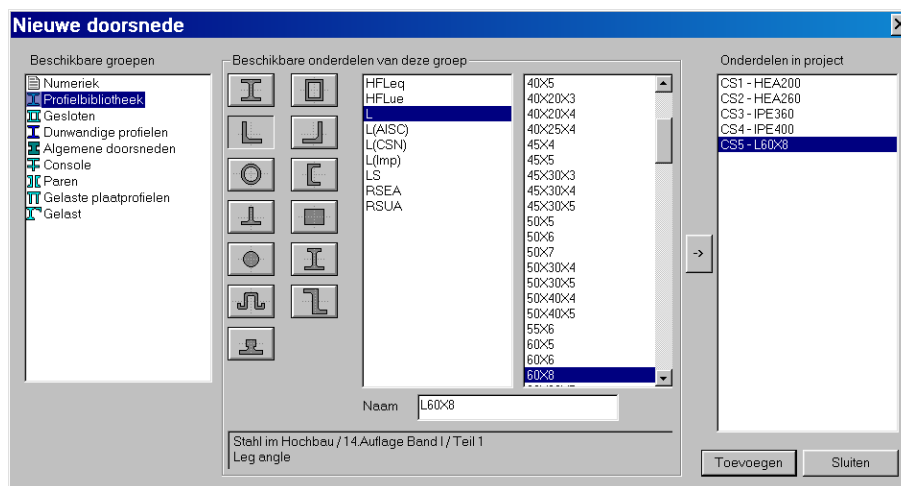 Nieuwe doorsnede
Beschikbare groepen
Numeriek
Profielbibliotheek
Gesloten
Dunwandige profielen
Algemene doorsneden
Console
Paren
Gelaste plaatprofielen
Gelast
Beschikbare onderdelen van deze groep
HFLeq
HFLue
L
L(AISC)
L(CSN)
L(Imp)
LS
RSEA
RSUA
40X5
40X20X3
40X20X4
40X25X4
45X4
45X5
45X30X3
45X30X4
45X30X5
50X5
50X6
50X7
50X30X4
50X30X5
50X40X4
50X40X5
55X6
60X5
60X6
60X8
Naam L60X8
Stahl im Hochbau / 14.Auflage Band I / Teil 1
Leg angle
->
Onderdelen in project
CS1 - HEA200
CS2 - HEA260
CS3 - IPE360
CS4 - IPE400
CS5 - L60X8
Toevoegen
Sluiten